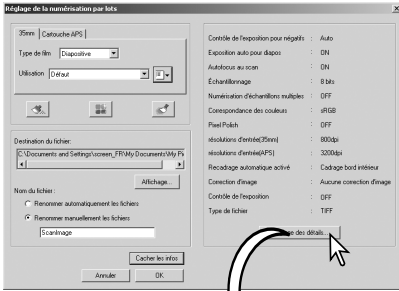 Réglage de la numérisation par lots
35mm Cartouche APS
Type de film Diapositive
Utilisation Défaut
Destination du fichier:
C:\Documents and Settings\screen_FR\My Documents\My Pi
Affichage...
Nom du fichier :
Renommer automatiquement les fichiers
Renommer manuellement les fichiers
ScanImage
Cacher les infos
Annuler OK
Contrôle de l'exposition pour négatifs : Auto
Exposition auto pour diapos : ON
Autofocus au scan : ON
Échantillonnage : 8 bits
Numérisation d'échantillons multiples : OFF
Correspondance des couleurs : sRGB
Pixel Polish : OFF
résolutions d'entrée(35mm) : 800dpi
résolutions d'entrée(APS) : 3200dpi
Recadrage automatique activé : Cadrage bord intérieur
Correction d'image : Aucune correction d'image
Contrôle de l'exposition : OFF
Type de fichier : TIFF
des détails...